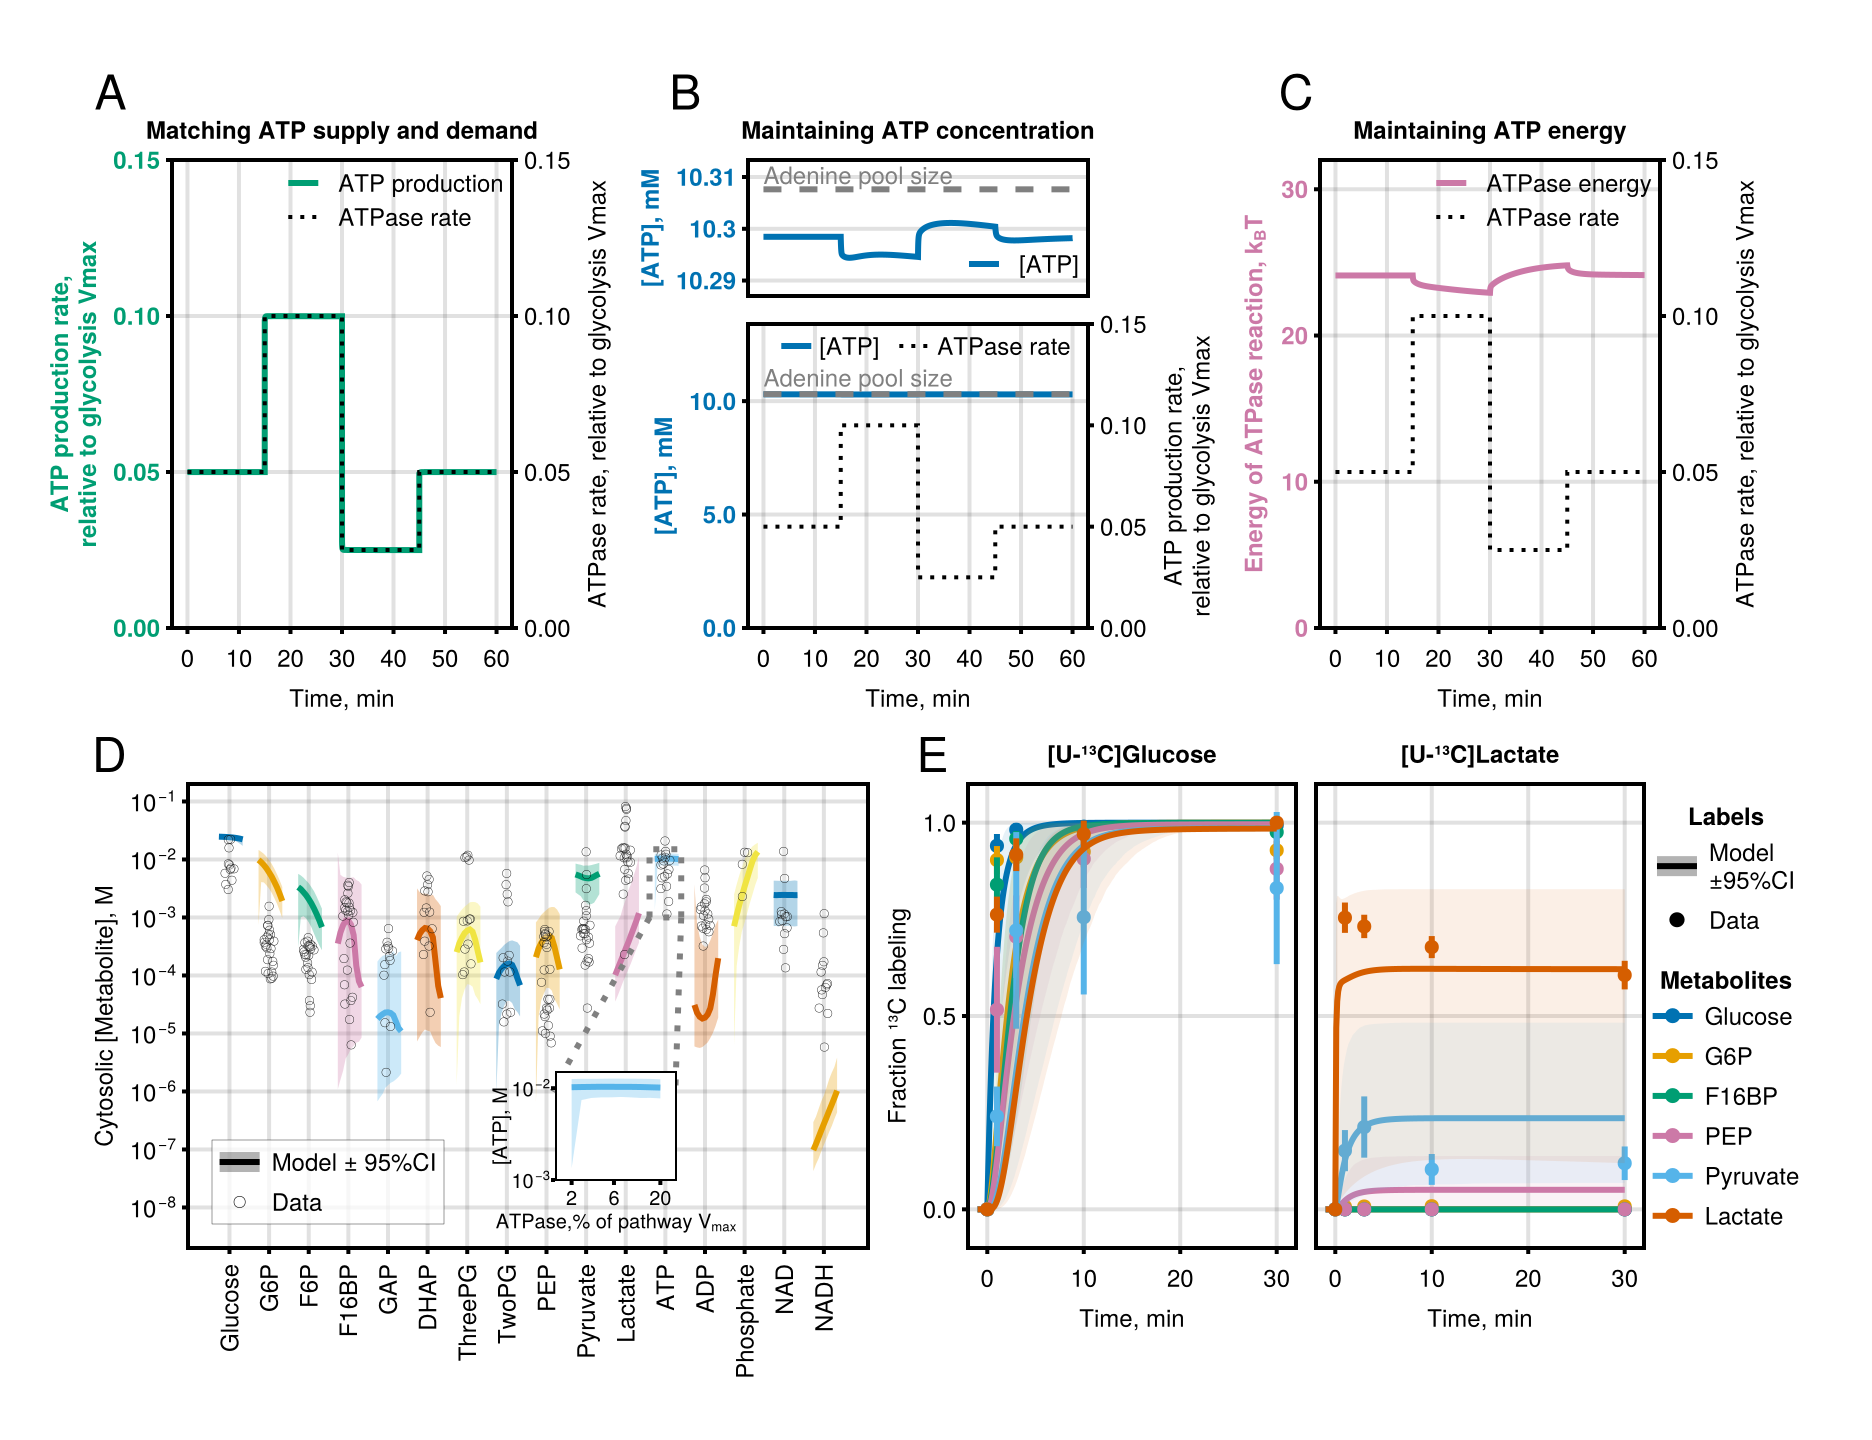 A
Matching ATP supply and demand
ATP production rate,
relative to glycolysis Vmax
0.15
0.10
0.05
0.00
ATP production
ATPase rate
0.15
0.10
0.05
0.00
ATPase rate, relative to glycolysis Vmax
0 10 20 30 40 50 60
Time, min
B
Maintaining ATP concentration
[ATP], mM
10.31
10.3
10.29
Adenine pool size
[ATP]
[ATP], mM
10.0
5.0
0.0
[ATP]
ATPase rate
Adenine pool size
0.15
0.10
0.05
0.00
ATP production rate,
relative to glycolysis Vmax
0 10 20 30 40 50 60
Time, min
C
Maintaining ATP energy
Energy of ATPase reaction, kBT
30
20
10
0
ATPase energy
ATPase rate
0.15
0.10
0.05
0.00
ATPase rate, relative to glycolysis Vmax
0 10 20 30 40 50 60
Time, min
D
Cytosolic [Metabolite], M
10⁻¹
10⁻²
10⁻³
10⁻⁴
10⁻⁵
10⁻⁶
10⁻⁷
10⁻⁸
Model ± 95%CI
Data
[ATP], M
10⁻²
10⁻³
2 6 20
ATPase,% of pathway Vmax
Glucose
G6P
F6P
F16BP
GAP
DHAP
ThreePG
TwoPG
PEP
Pyruvate
Lactate
ATP
ADP
Phosphate
NAD
NADH
E
[U-¹³C]Glucose
Fraction ¹³C labeling
1.0
0.5
0.0
0 10 20 30
Time, min
[U-¹³C]Lactate
0 10 20 30
Time, min
Labels
Model
±95%CI
Data
Metabolites
Glucose
G6P
F16BP
PEP
Pyruvate
Lactate